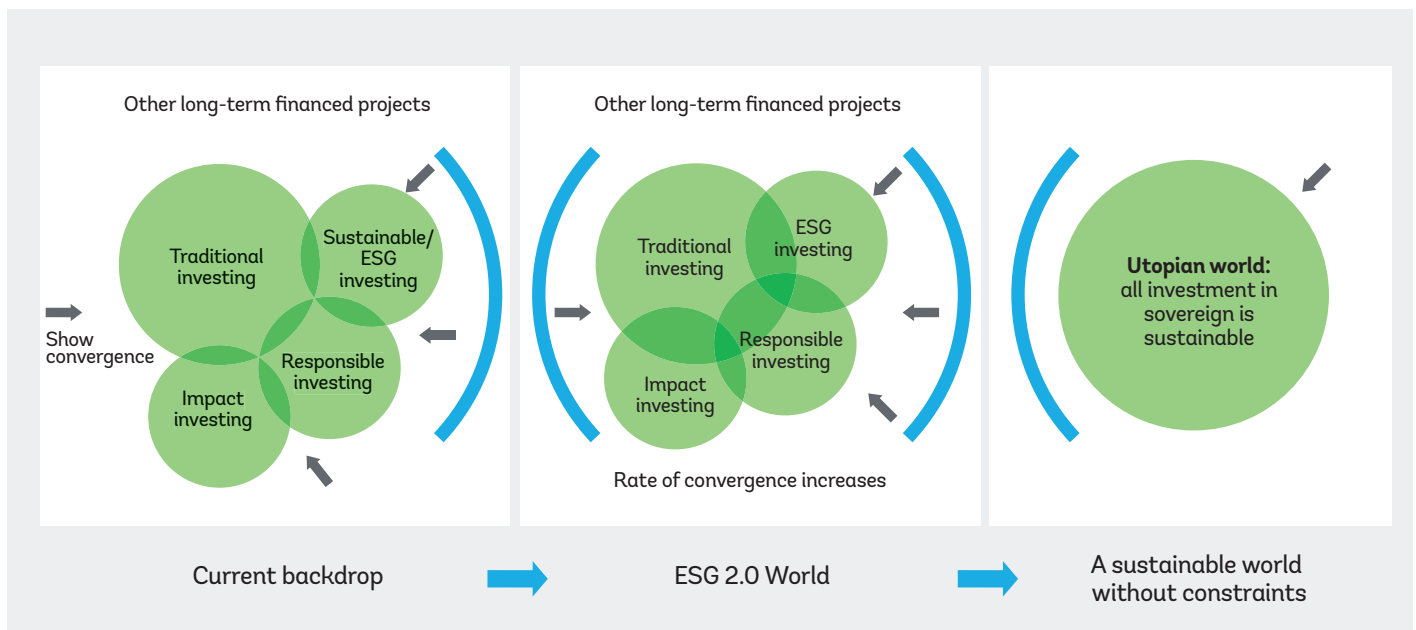 Other long-term financed projects
Traditional
investing
Sustainable/
ESG
investing
Show
convergence
Responsible
investing
Impact
investing
Other long-term financed projects
Traditional
investing
ESG
investing
Responsible
investing
Impact
investing
Rate of convergence increases
Utopian world:
all investment in
sovereign is
sustainable
Current backdrop
ESG 2.0 World
A sustainable world
without constraints